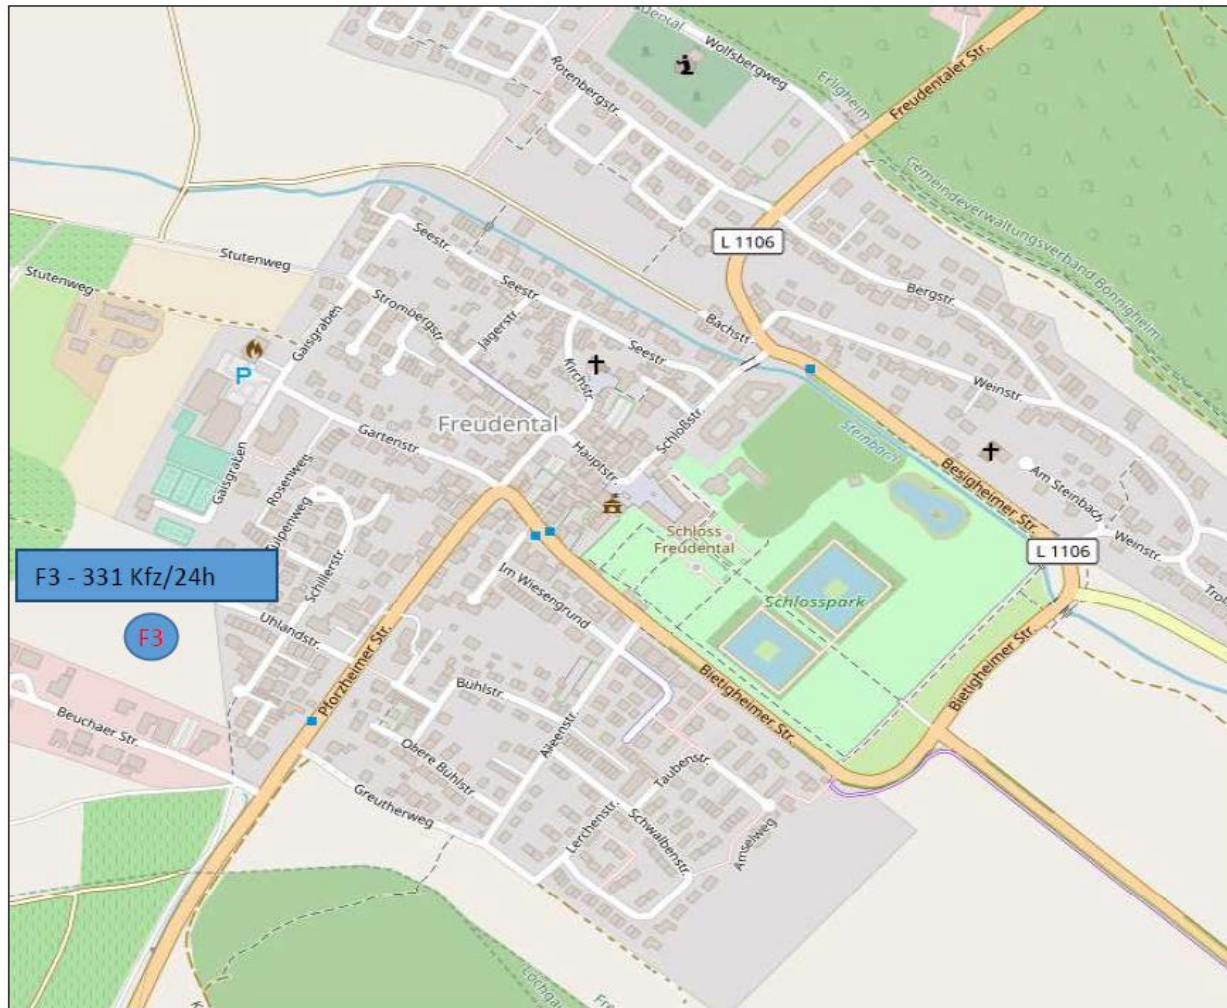 Wolfsbergweg
Rotenbergstr.
Erligheim
Freudentaler Str.
Gemeindeverwaltungsverband Bönnigheim
L 1106
Seestr.
Stutenweg
Stutenweg
Seestr.
Bergstr.
Strombergstr
Gaisgraben
Jägerstr.
Bachstr
Seestr.
Kirchstr.
Weinstr.
P
Freudental
Schloßstr.
Gartenstr.
Hauptstr.
Steinbach
Besigheimer Str.
Am Steinbach
Gaisgraben
Rosenweg
Tulpenweg
Schloss
Freudental
Weinstr.
L 1106
F3 - 331 Kfz/24h
Schillerstr.
Im Wiesengrund
Schlosspark
F3
Uhlandstr.
Pforzheimer Str.
Bietigheimer Str.
Bietigheimer Str.
Bühlstr.
Beuchaer Str.
Alleenstr.
Obere Bühlstr.
Taubenstr.
Greutherweg
Lerchenstr.
Schwalbenstr.
Amselweg